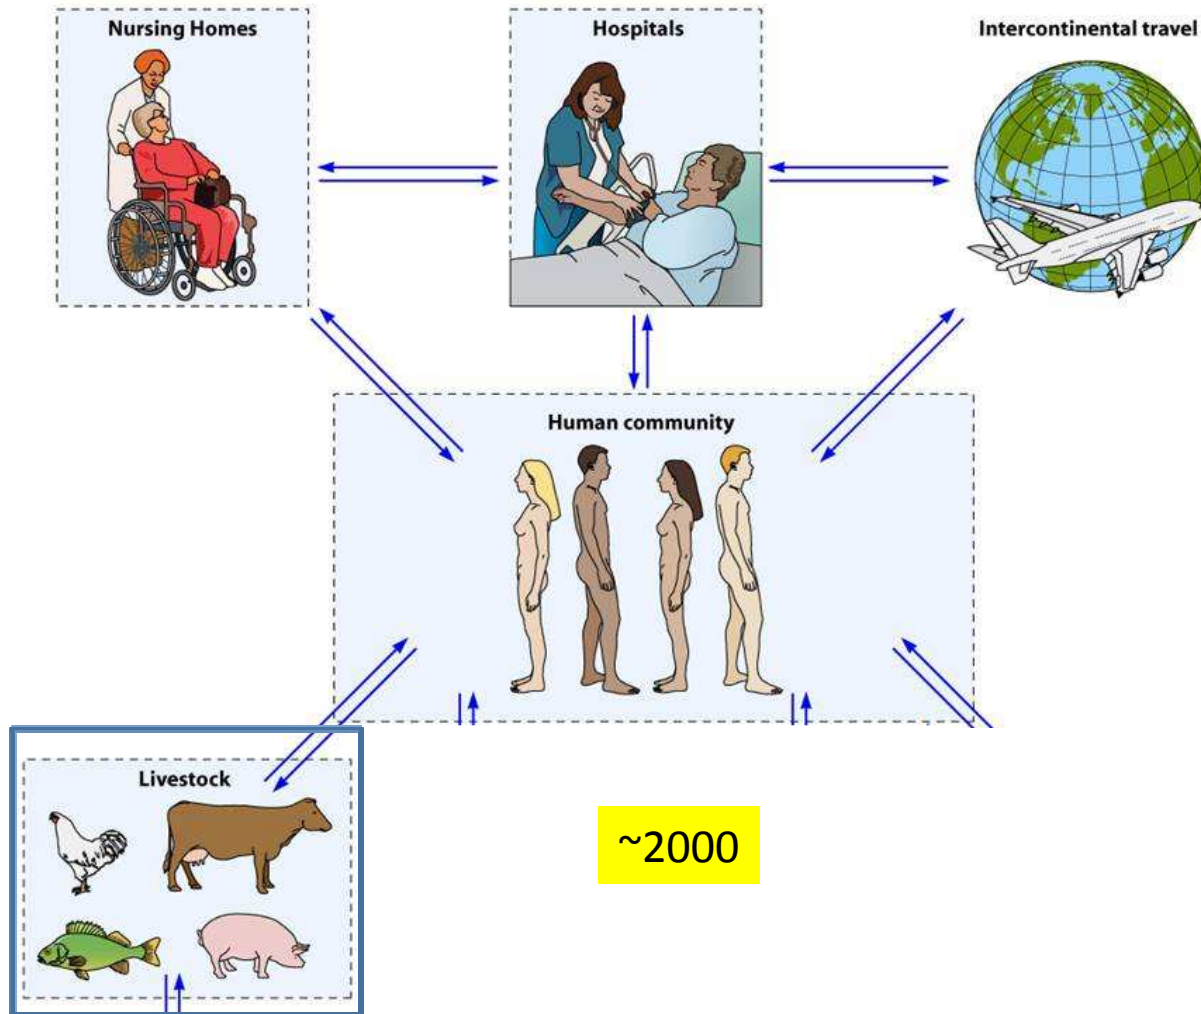 Nursing Homes
Hospitals
Intercontinental travel
Human community
Livestock
~2000